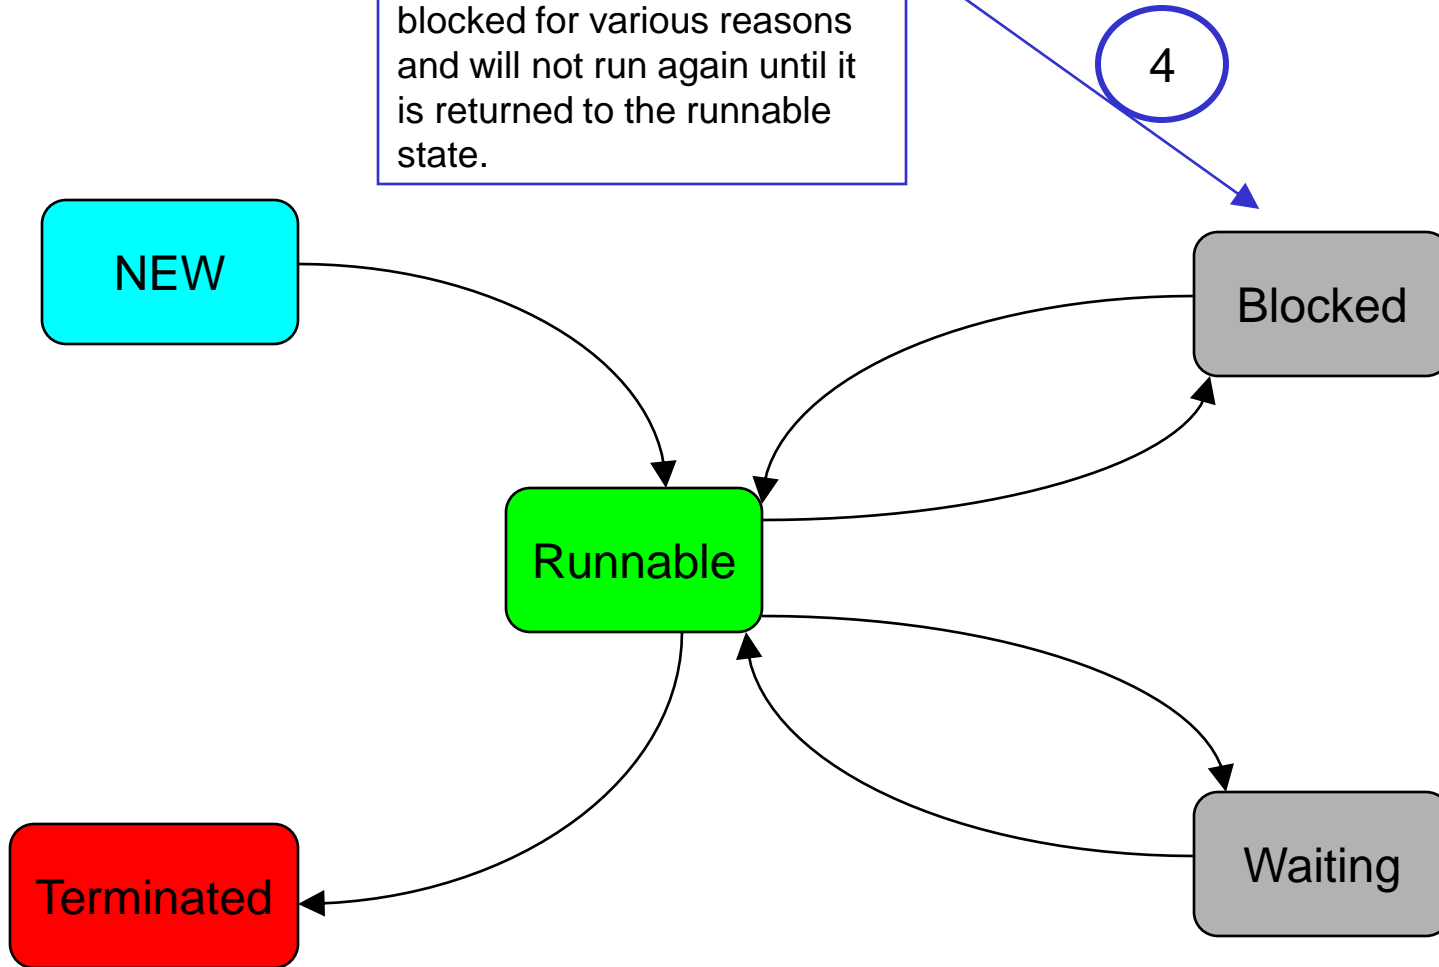 blocked for various reasons
and will not run again until it
is returned to the runnable
state.
4
NEW
Blocked
Runnable
Waiting
Terminated